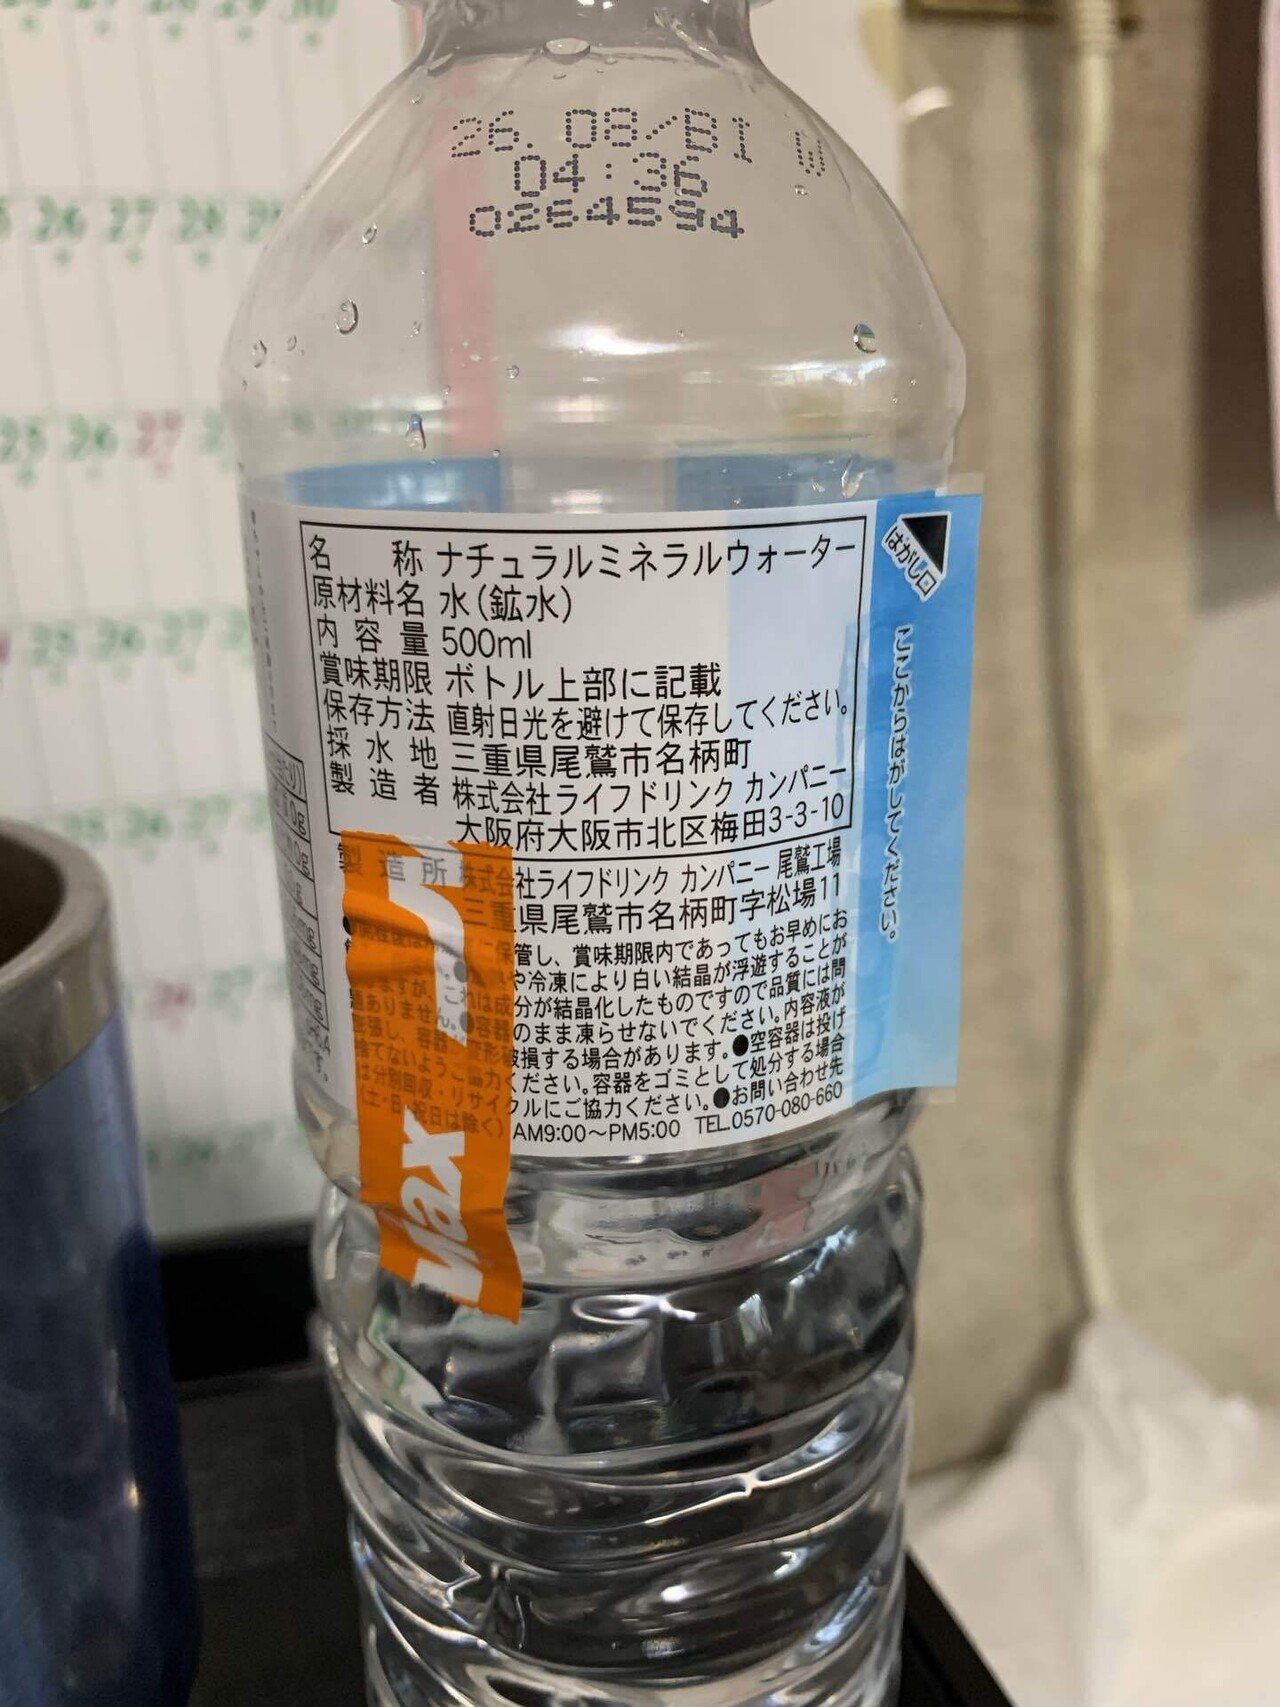 26.08/BI
04:36
0264594
名称 ナチュラルミネラルウォーター
原材料名 水(鉱水)
内容量 500ml
賞味期限 ボトル上部に記載
保存方法 直射日光を避けて保存してください。
採水地 三重県尾鷲市名柄町
製造者 株式会社ライフドリンク カンパニー
大阪府大阪市北区梅田3-3-10
製造所 株式会社ライフドリンク カンパニー 尾鷲工場
三重県尾鷲市名柄町字松場11
保管し、賞味期限内であってもお早めにお
や冷凍により白い結晶が浮遊することが
ますが、これは成分が結晶化したものですので品質には問
題ありません。●容器のまま凍らせないでください。内容液が
膨張し、容器が変形破損する場合があります。●空容器は投げ
捨てないようご協力ください。容器をゴミとして処分する場合
は分別回収・リサイクルにご協力ください。●お問い合わせ先
(土・日・祝日は除く) AM9:00～PM5:00 TEL.0570-080-660
はがし口
ここからはがしてください。
Max